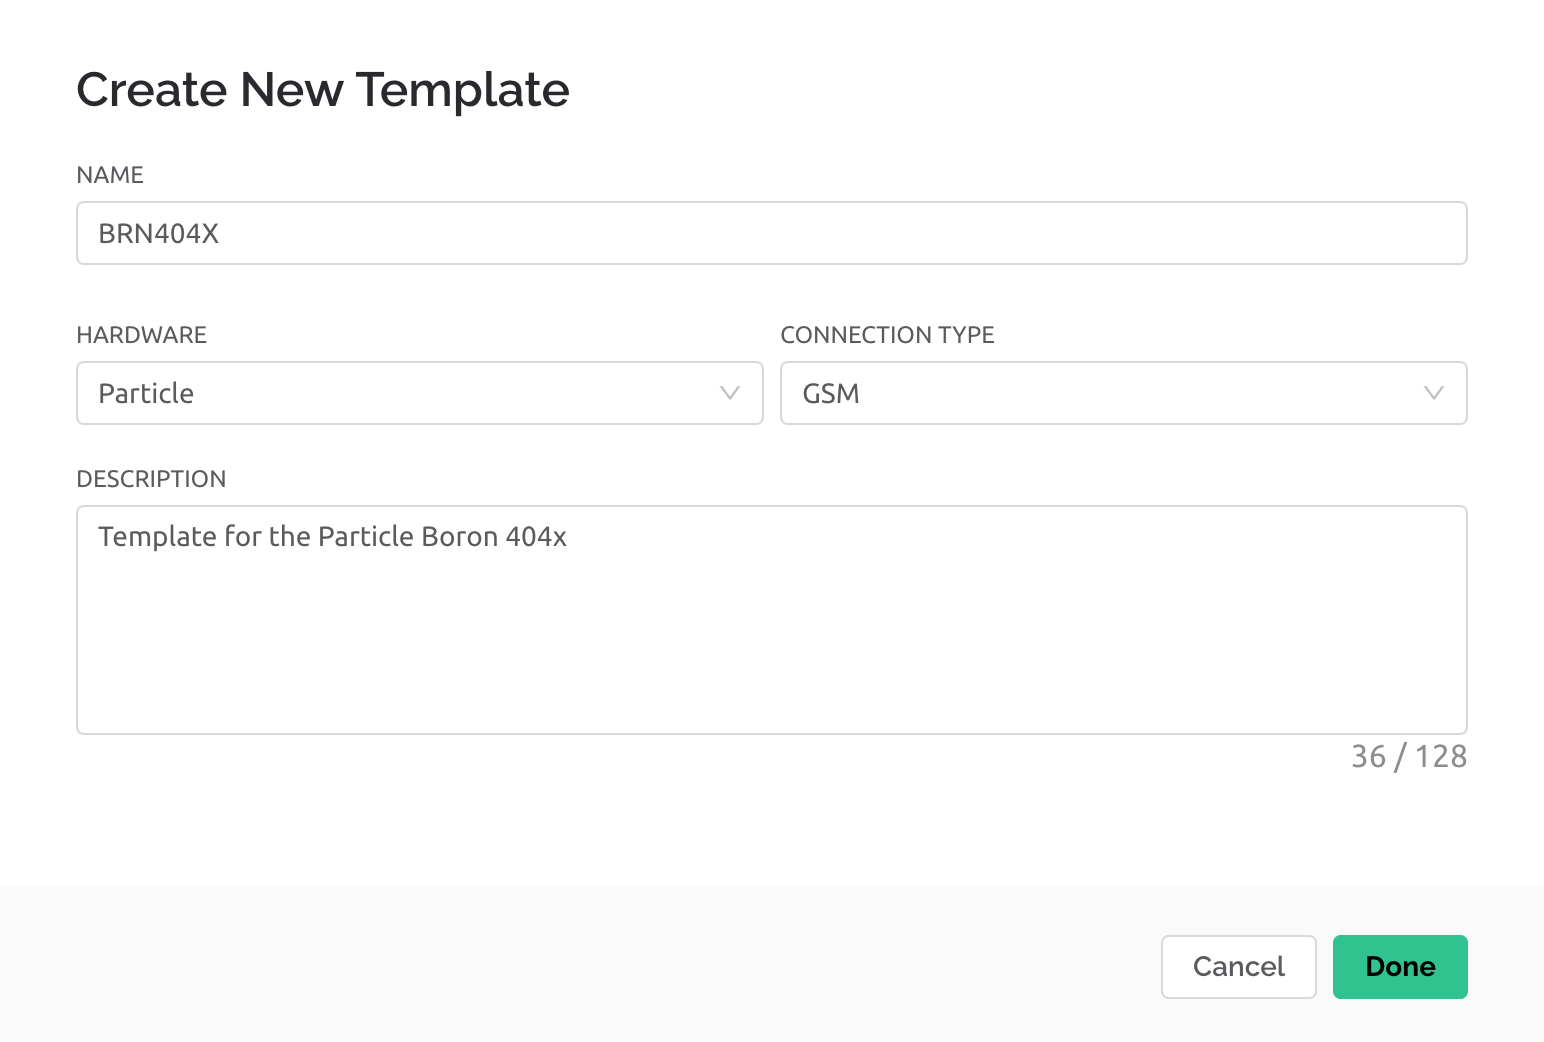 Create New Template
NAME
BRN404X
HARDWARE
CONNECTION TYPE
Particle
GSM
DESCRIPTION
Template for the Particle Boron 404x
36 / 128
Cancel
Done